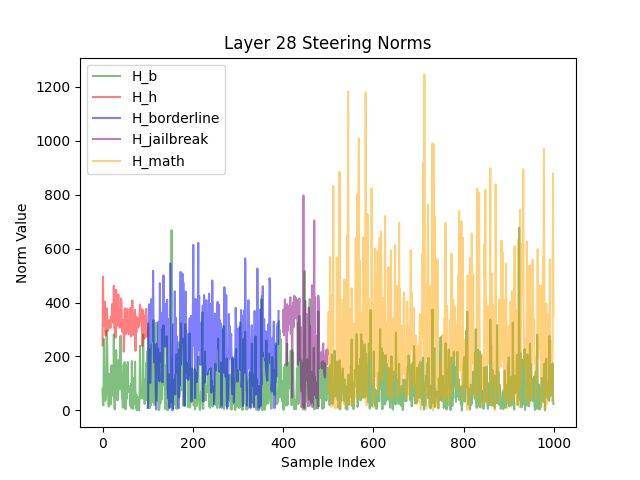 Layer 28 Steering Norms
H_b
H_h
H_borderline
H_jailbreak
H_math
Norm Value
1200
1000
800
600
400
200
0
0 200 400 600 800 1000
Sample Index